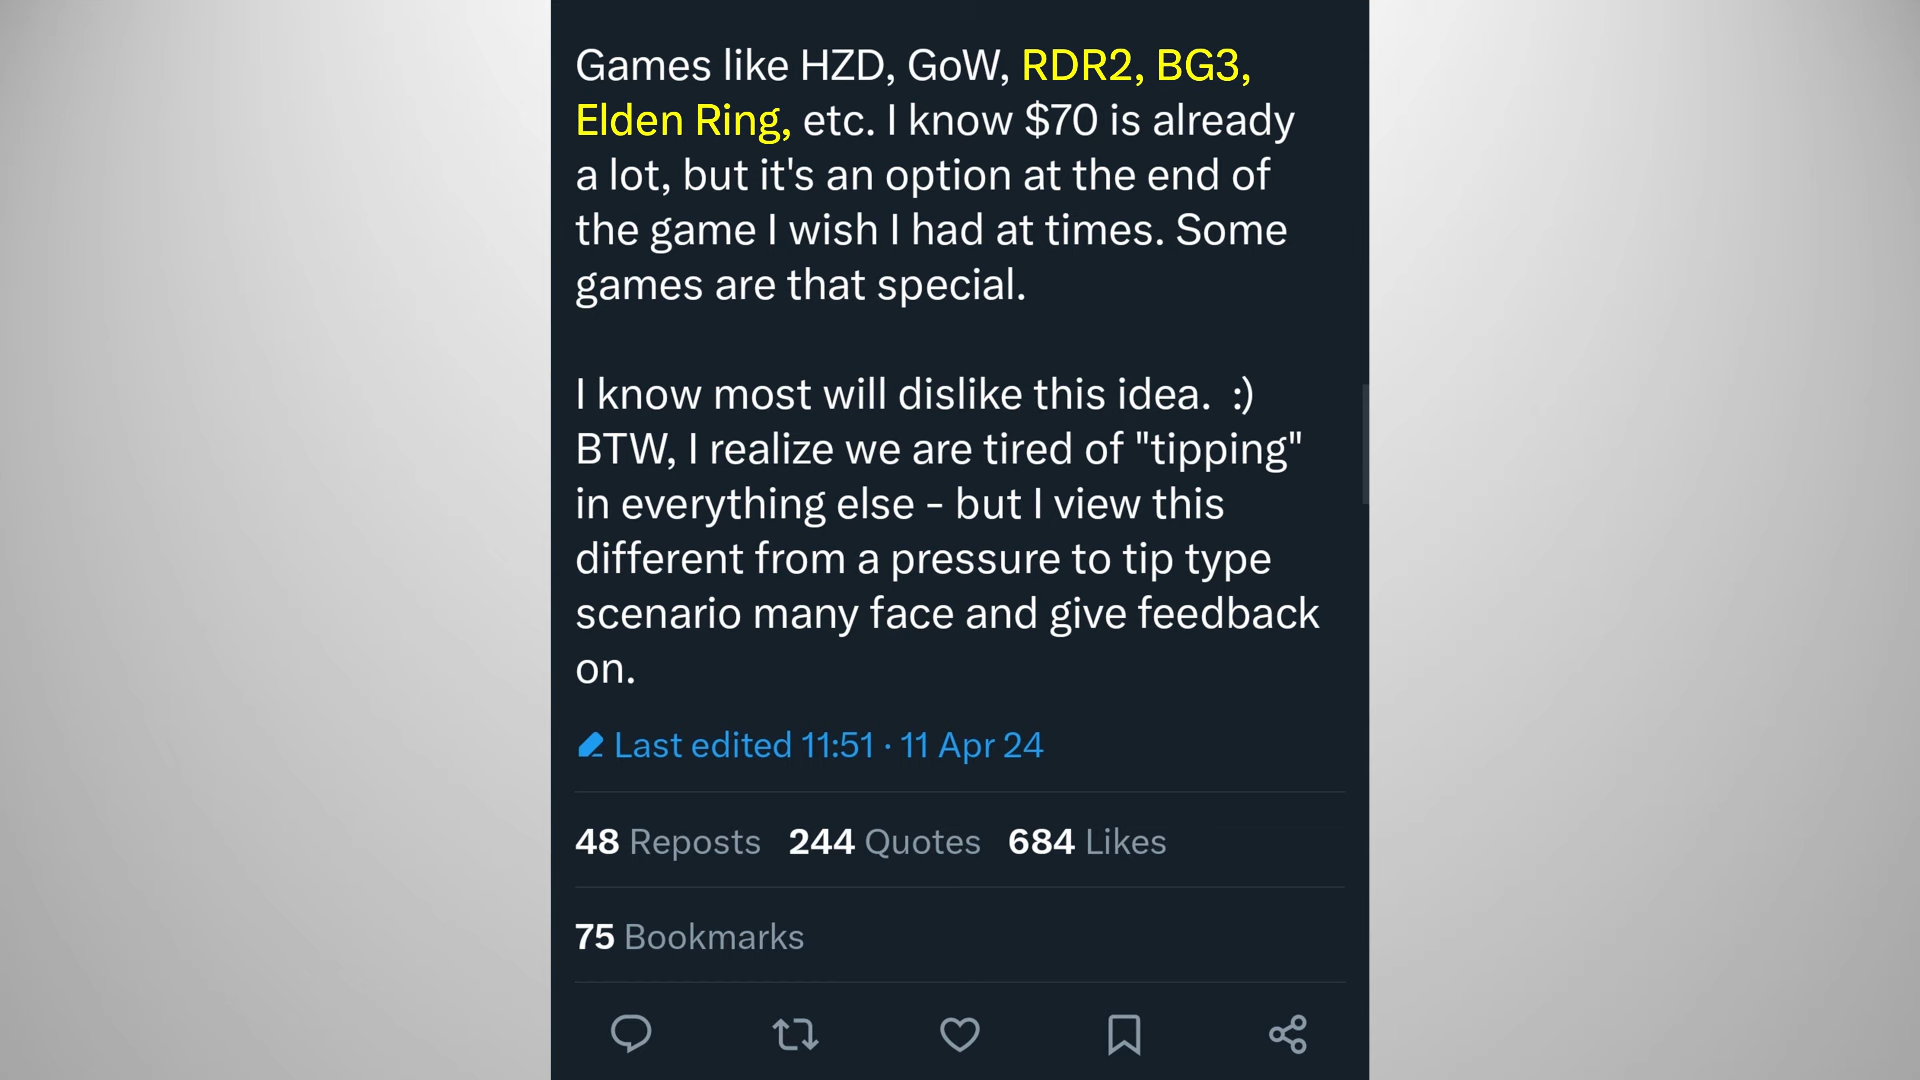 Games like HZD, GoW, RDR2, BG3,
Elden Ring, etc. I know $70 is already
a lot, but it's an option at the end of
the game I wish I had at times. Some
games are that special.
I know most will dislike this idea.  :)
BTW, I realize we are tired of "tipping"
in everything else - but I view this
different from a pressure to tip type
scenario many face and give feedback
on.
Last edited 11:51 · 11 Apr 24
48 Reposts 244 Quotes 684 Likes
75 Bookmarks